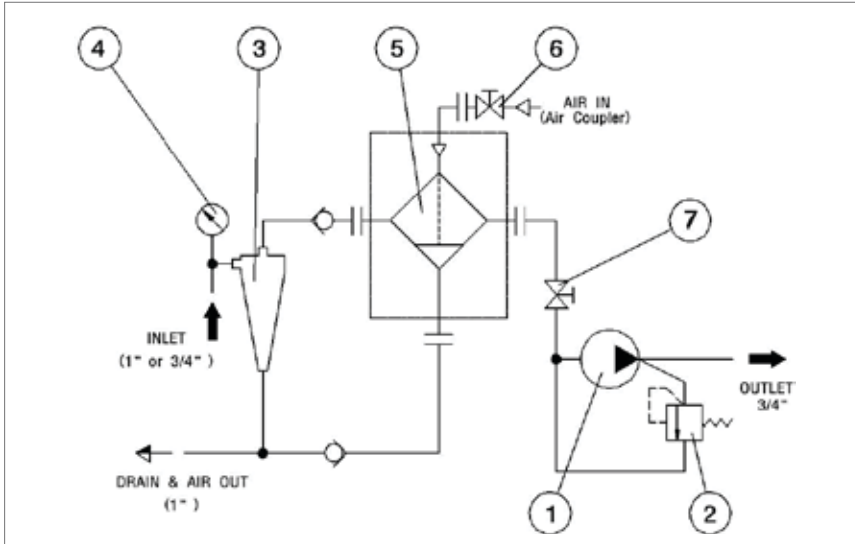 4
3
5
6
AIR IN
(Air Coupler)
7
INLET
(1" or 3/4" )
OUTLET
3/4"
DRAIN & AIR OUT
(1" )
1
2